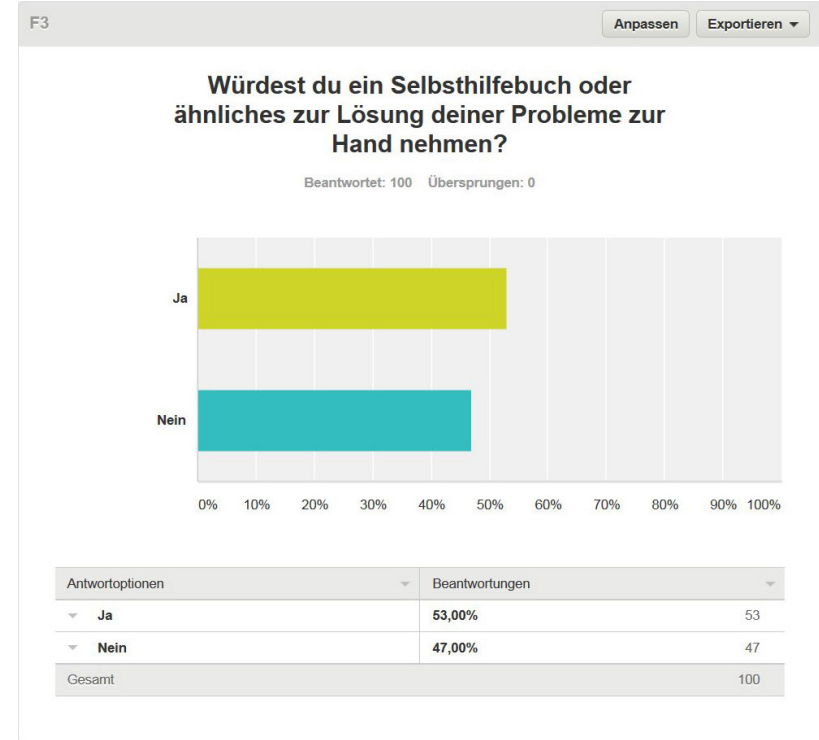 F3
Anpassen
Exportieren
Würdest du ein Selbsthilfebuch oder
ähnliches zur Lösung deiner Probleme zur
Hand nehmen?
Beantwortet: 100 Übersprungen: 0
Ja
Nein
0% 10% 20% 30% 40% 50% 60% 70% 80% 90% 100%
Antwortoptionen Beantwortungen
Ja 53,00% 53
Nein 47,00% 47
Gesamt 100